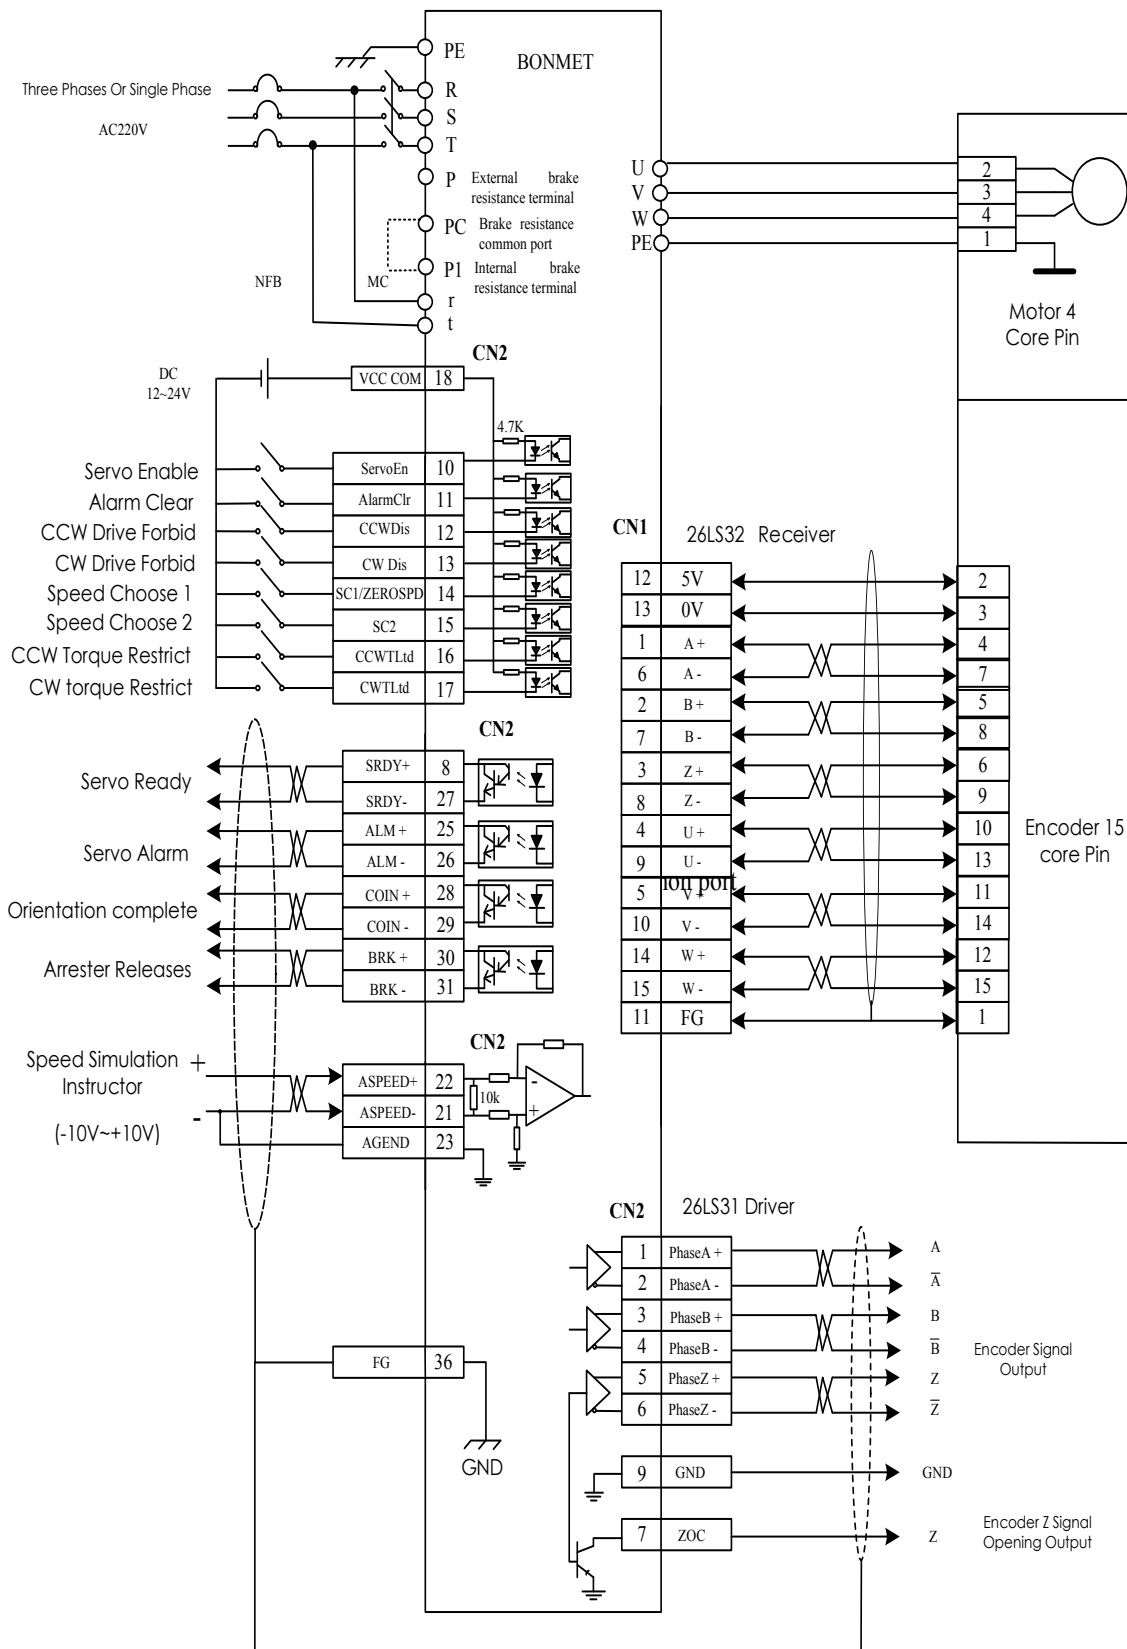 PE
BONMET
Three Phases Or Single Phase
R
S
AC220V
T
P
External brake
resistance terminal
PC
Brake resistance
common port
P1
Internal brake
resistance terminal
NFB
MC
r
t
U
V
W
PE
2
3
4
1
Motor 4
Core Pin
CN2
DC
12~24V
VCC COM 18
4.7K
Servo Enable ServoEn 10
Alarm Clear AlarmClr 11
CCW Drive Forbid CCWDis 12
CW Drive Forbid CW Dis 13
Speed Choose 1 SC1/ZEROSPD 14
Speed Choose 2 SC2 15
CCW Torque Restrict CCWTLtd 16
CW torque Restrict CWTLtd 17
CN1
26LS32 Receiver
12 5V 2
13 0V 3
1 A+ 4
6 A- 7
2 B+ 5
7 B- 8
3 Z+ 6
8 Z- 9
4 U+ 10
9 U- 13
ion port
5 V+ 11
10 V- 14
14 W+ 12
15 W- 15
11 FG 1
Encoder 15
core Pin
CN2
Servo Ready
SRDY+ 8
SRDY- 27
Servo Alarm
ALM + 25
ALM - 26
Orientation complete
COIN + 28
COIN - 29
Arrester Releases
BRK + 30
BRK - 31
CN2
Speed Simulation +
Instructor
-
(-10V~+10V)
ASPEED+ 22
ASPEED- 21
AGEND 23
10k
-
+
CN2
26LS31 Driver
1 PhaseA + A
2 PhaseA - A̅
3 PhaseB + B
4 PhaseB - B̅
5 PhaseZ + Z
6 PhaseZ - Z̅
Encoder Signal
Output
FG 36
GND
9 GND GND
7 ZOC Z
Encoder Z Signal
Opening Output